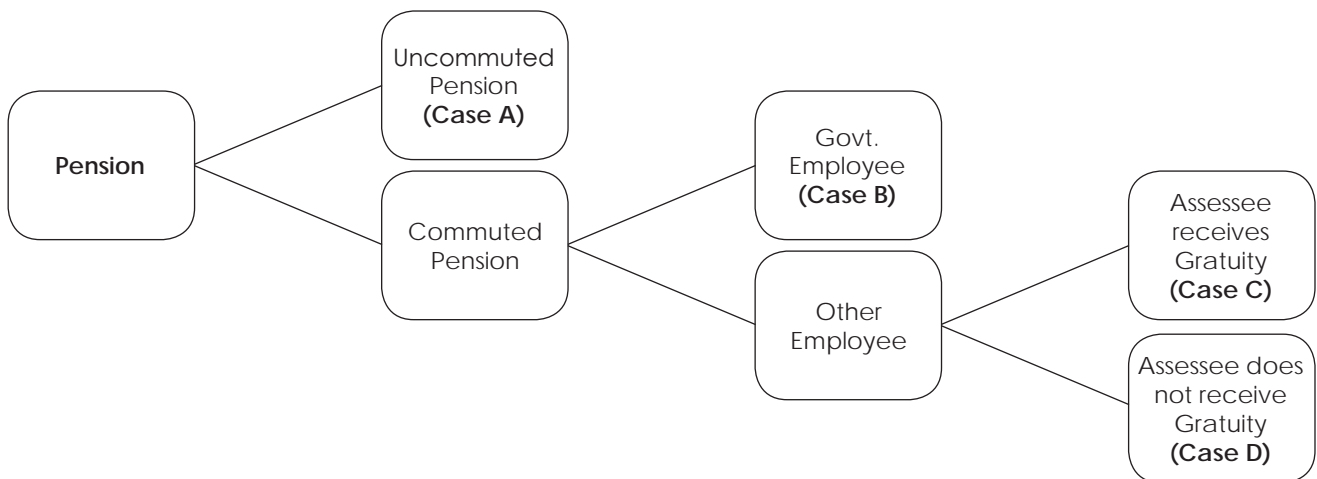 Pension
Uncommuted
Pension
(Case A)
Commuted
Pension
Govt.
Employee
(Case B)
Other
Employee
Assessee
receives
Gratuity
(Case C)
Assessee does
not receive
Gratuity
(Case D)